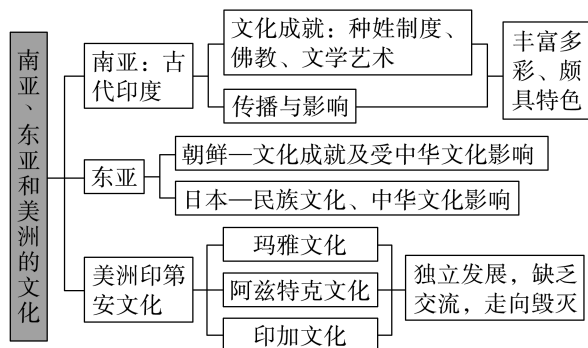 南亚、东亚和美洲的文化
南亚：古
代印度
文化成就：种姓制度、
佛教、文学艺术
传播与影响
丰富多
彩、颇
具特色
东亚
朝鲜—文化成就及受中华文化影响
日本—民族文化、中华文化影响
美洲印第
安文化
玛雅文化
阿兹特克文化
印加文化
独立发展，缺乏
交流，走向毁灭